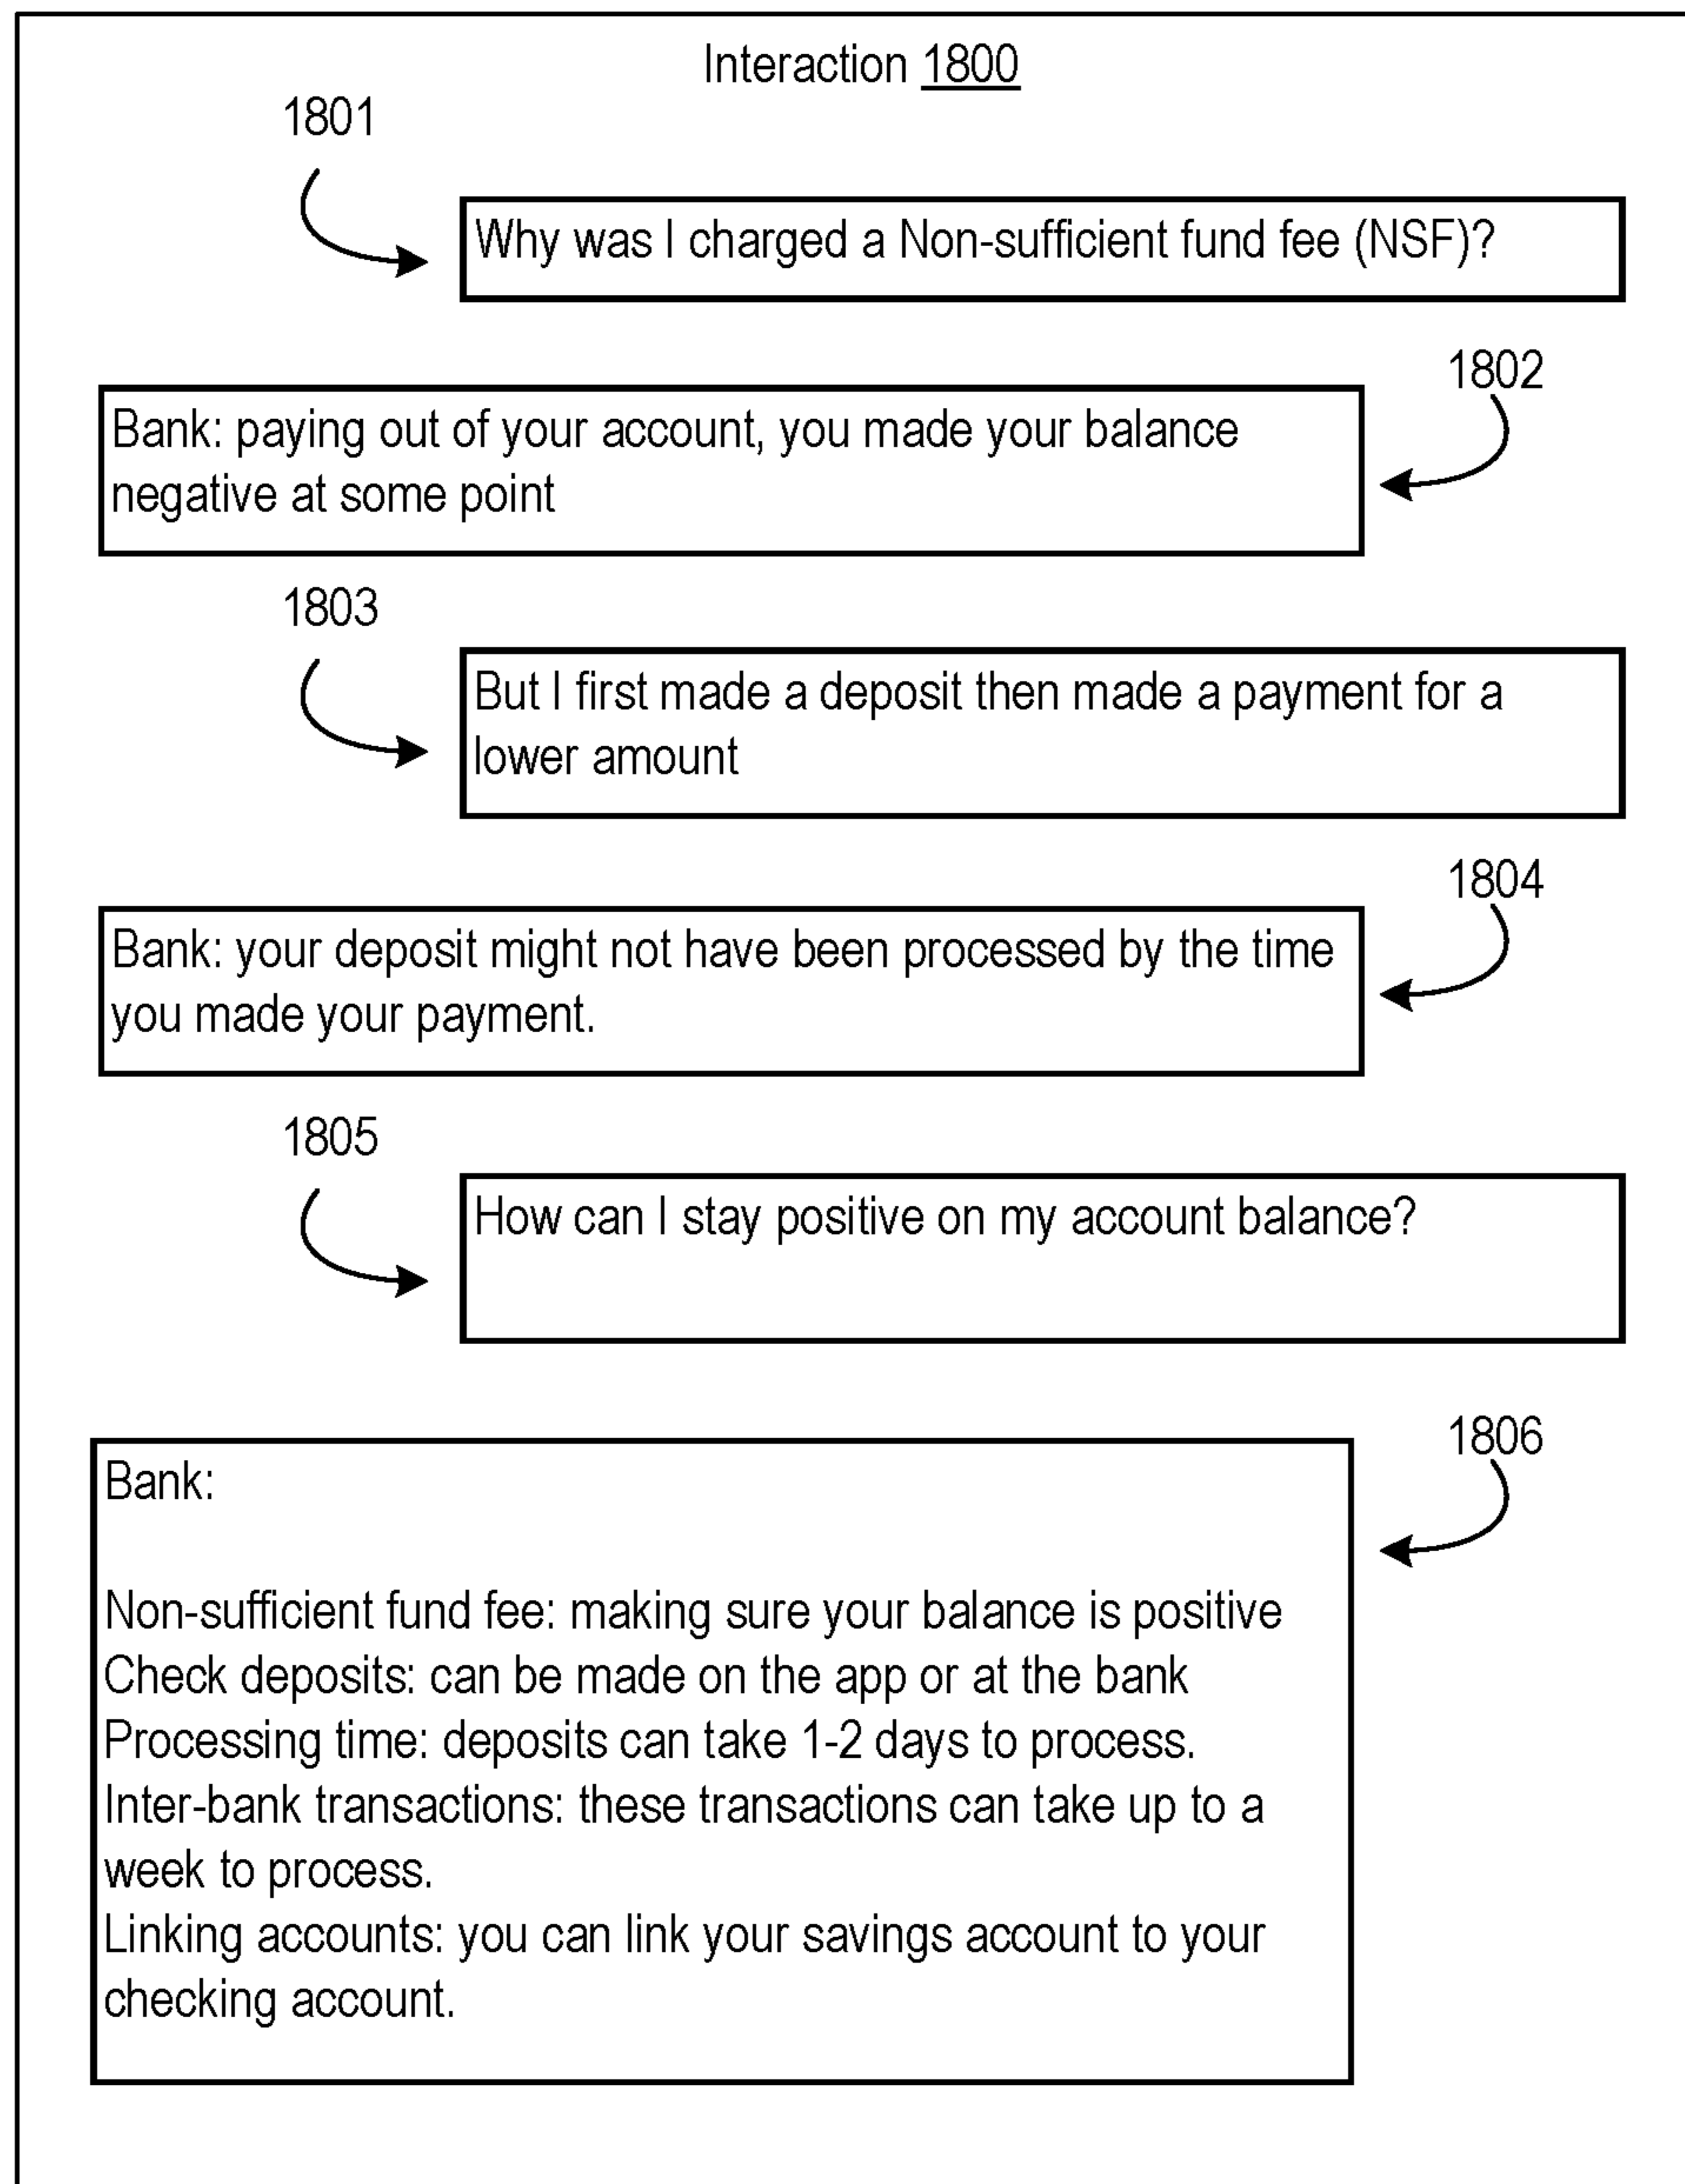 Interaction 1800
1801
Why was I charged a Non-sufficient fund fee (NSF)?
1802
Bank: paying out of your account, you made your balance
negative at some point
1803
But I first made a deposit then made a payment for a
lower amount
1804
Bank: your deposit might not have been processed by the time
you made your payment.
1805
How can I stay positive on my account balance?
1806
Bank:
Non-sufficient fund fee: making sure your balance is positive
Check deposits: can be made on the app or at the bank
Processing time: deposits can take 1-2 days to process.
Inter-bank transactions: these transactions can take up to a
week to process.
Linking accounts: you can link your savings account to your
checking account.